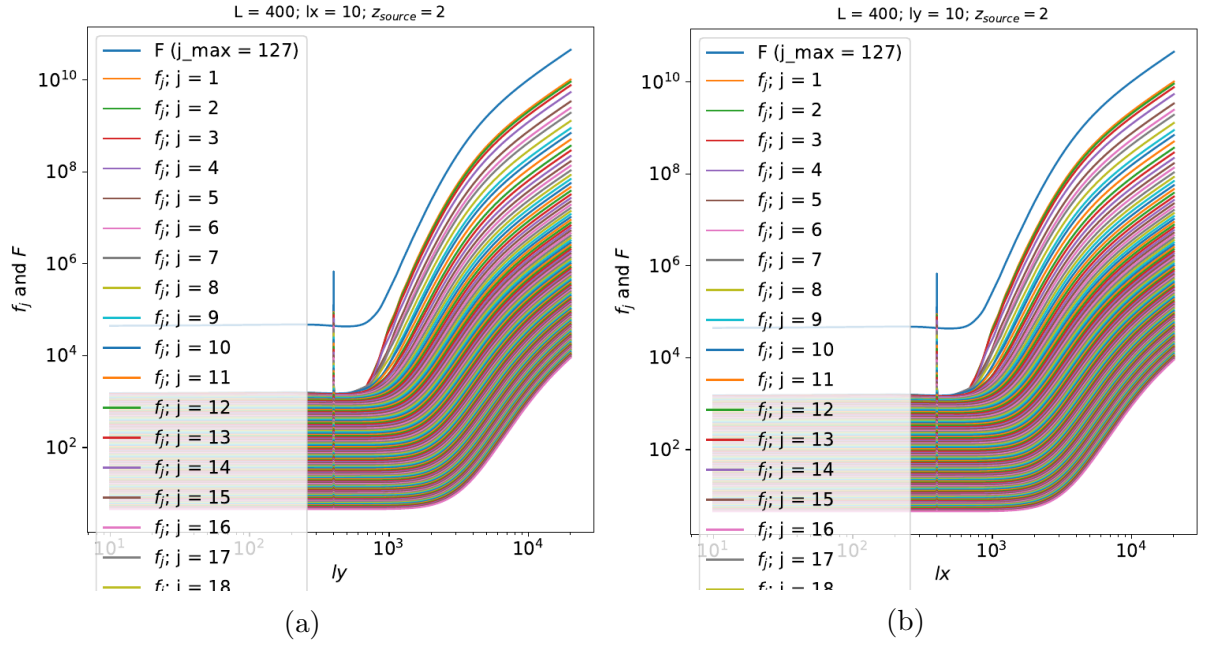 L = 400; lx = 10; z_source = 2
F (j_max = 127)
f_j; j = 1
f_j; j = 2
f_j; j = 3
f_j; j = 4
f_j; j = 5
f_j; j = 6
f_j; j = 7
f_j; j = 8
f_j; j = 9
f_j; j = 10
f_j; j = 11
f_j; j = 12
f_j; j = 13
f_j; j = 14
f_j; j = 15
f_j; j = 16
f_j; j = 17
f_j; j = 18
10^10
10^8
10^6
10^4
10^2
f_j and F
10^1 10^2 10^3 10^4
ly
(a)
L = 400; ly = 10; z_source = 2
F (j_max = 127)
f_j; j = 1
f_j; j = 2
f_j; j = 3
f_j; j = 4
f_j; j = 5
f_j; j = 6
f_j; j = 7
f_j; j = 8
f_j; j = 9
f_j; j = 10
f_j; j = 11
f_j; j = 12
f_j; j = 13
f_j; j = 14
f_j; j = 15
f_j; j = 16
f_j; j = 17
f_j; j = 18
10^10
10^8
10^6
10^4
10^2
f_j and F
10^1 10^2 10^3 10^4
lx
(b)